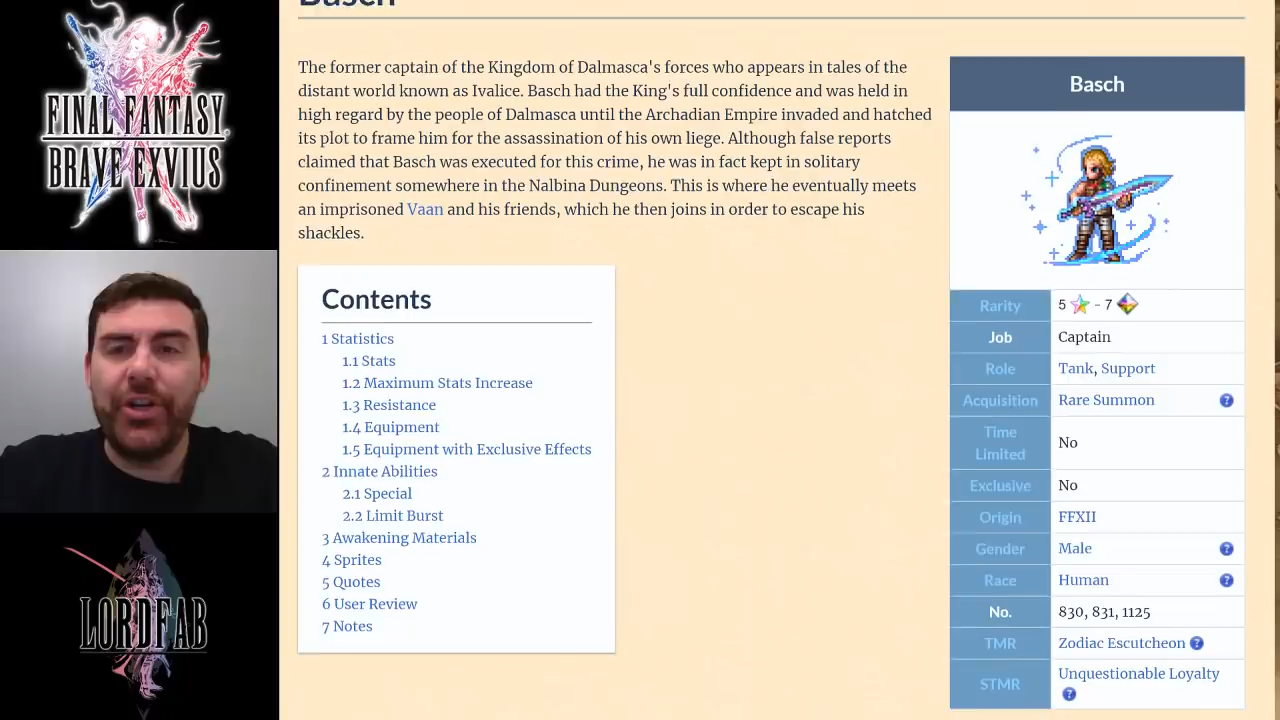 FINAL FANTASY
BRAVE EXVIUS
LORDFAB
Basch
The former captain of the Kingdom of Dalmasca's forces who appears in tales of the
distant world known as Ivalice. Basch had the King's full confidence and was held in
high regard by the people of Dalmasca until the Archadian Empire invaded and hatched
its plot to frame him for the assassination of his own liege. Although false reports
claimed that Basch was executed for this crime, he was in fact kept in solitary
confinement somewhere in the Nalbina Dungeons. This is where he eventually meets
an imprisoned Vaan and his friends, which he then joins in order to escape his
shackles.
Contents
1 Statistics
1.1 Stats
1.2 Maximum Stats Increase
1.3 Resistance
1.4 Equipment
1.5 Equipment with Exclusive Effects
2 Innate Abilities
2.1 Special
2.2 Limit Burst
3 Awakening Materials
4 Sprites
5 Quotes
6 User Review
7 Notes
Basch
Rarity 5 - 7
Job Captain
Role Tank, Support
Acquisition Rare Summon ?
Time
Limited No
Exclusive No
Origin FFXII
Gender Male ?
Race Human ?
No. 830, 831, 1125
TMR Zodiac Escutcheon ?
STMR Unquestionable Loyalty
?